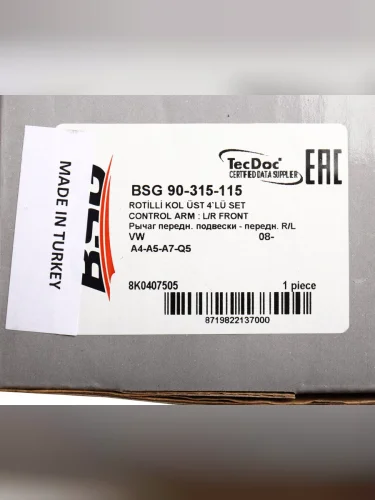 TecDoc
CERTIFIED DATA SUPPLIER
EAC
BSG 90-315-115
ROTİLLİ KOL ÜST 4`LÜ SET
CONTROL ARM : L/R FRONT
Рычаг передн. подвески - передн. R/L
VW 08-
A4-A5-A7-Q5
8K0407505 1 piece
8719822137000
MADE IN TURKEY
BSG